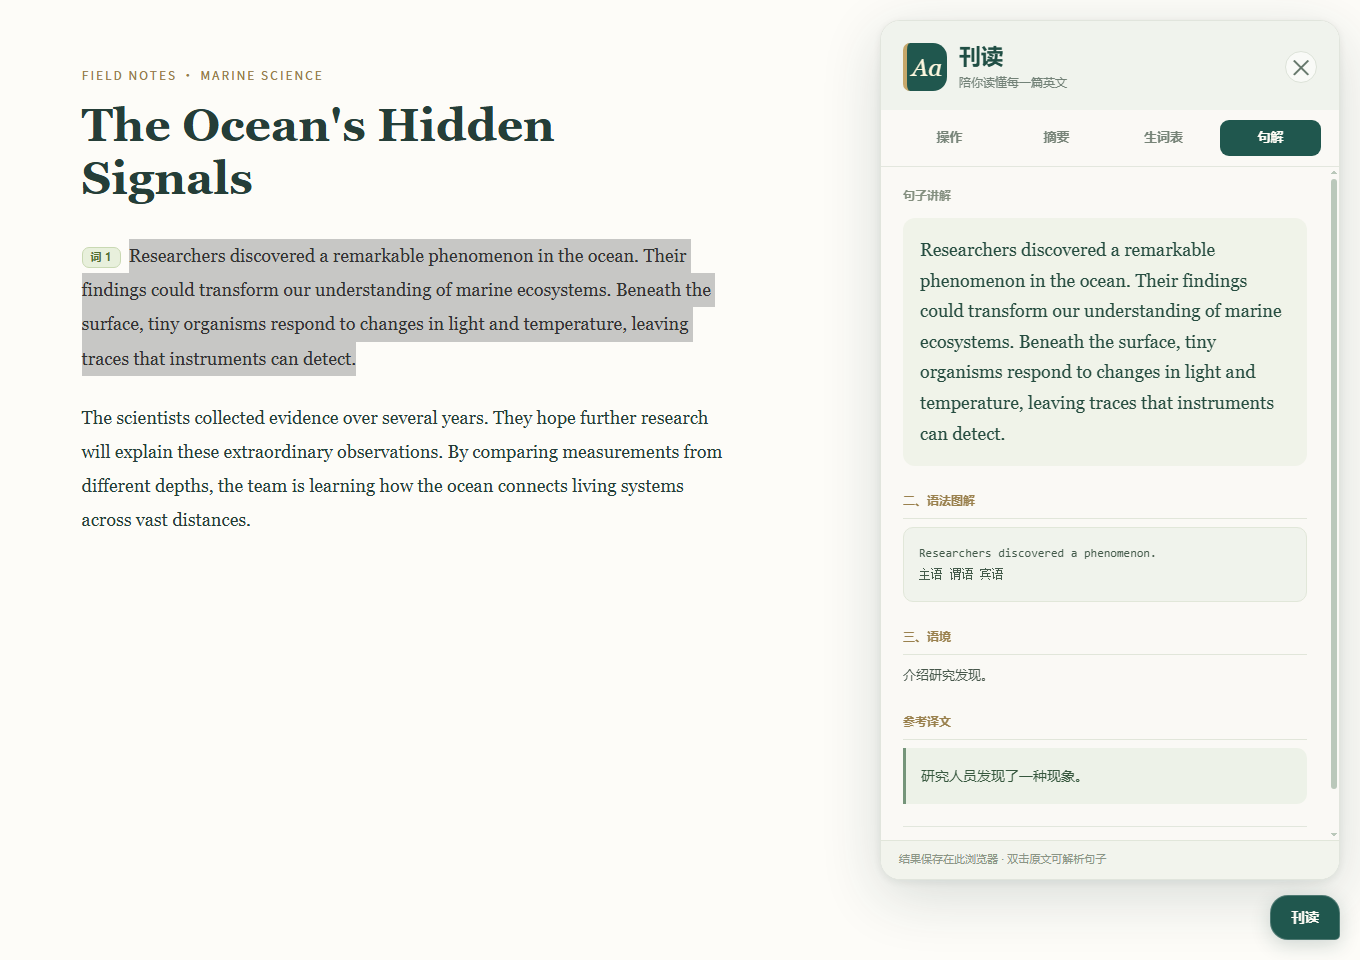 FIELD NOTES • MARINE SCIENCE
The Ocean's Hidden
Signals
词 1 Researchers discovered a remarkable phenomenon in the ocean. Their
findings could transform our understanding of marine ecosystems. Beneath the
surface, tiny organisms respond to changes in light and temperature, leaving
traces that instruments can detect.
The scientists collected evidence over several years. They hope further research
will explain these extraordinary observations. By comparing measurements from
different depths, the team is learning how the ocean connects living systems
across vast distances.
Aa
刊读
陪你读懂每一篇英文
操作 摘要 生词表 句解
句子讲解
Researchers discovered a remarkable
phenomenon in the ocean. Their findings
could transform our understanding of marine
ecosystems. Beneath the surface, tiny
organisms respond to changes in light and
temperature, leaving traces that instruments
can detect.
二、语法图解
Researchers discovered a phenomenon.
主语 谓语 宾语
三、语境
介绍研究发现。
参考译文
研究人员发现了一种现象。
结果保存在此浏览器 · 双击原文可解析句子
刊读